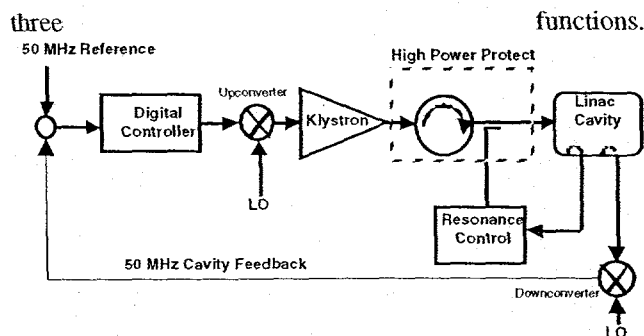 three functions.
50 MHz Reference
High Power Protect
Digital
Controller
Upconverter
Klystron
Linac
Cavity
LO
Resonance
Control
50 MHz Cavity Feedback
Downconverter
LO